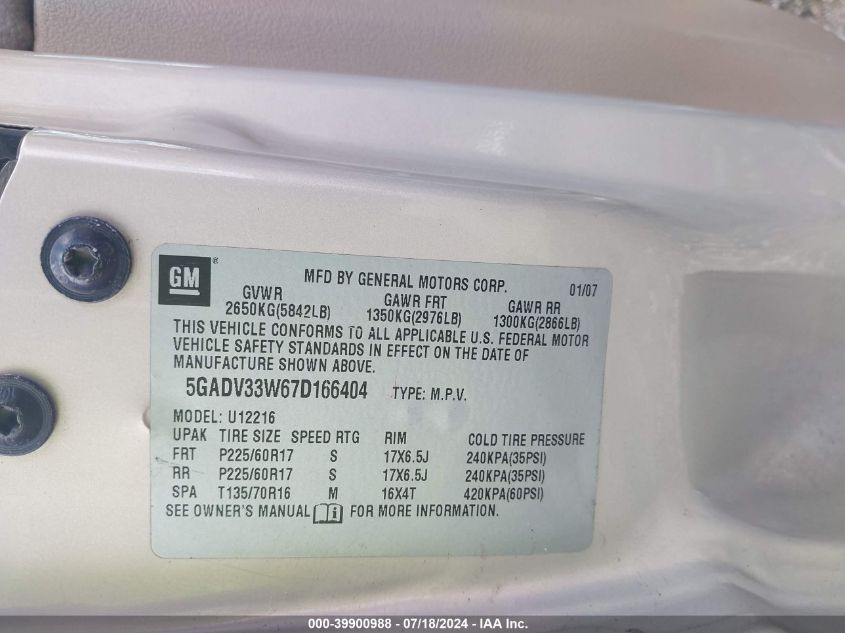 GM ®
MFD BY GENERAL MOTORS CORP. 01/07
GVWR GAWR FRT GAWR RR
2650KG(5842LB) 1350KG(2976LB) 1300KG(2866LB)
THIS VEHICLE CONFORMS TO ALL APPLICABLE U.S. FEDERAL MOTOR
VEHICLE SAFETY STANDARDS IN EFFECT ON THE DATE OF
MANUFACTURE SHOWN ABOVE.
5GADV33W67D166404 TYPE: M.P.V.
MODEL: U12216
UPAK TIRE SIZE SPEED RTG RIM COLD TIRE PRESSURE
FRT P225/60R17 S 17X6.5J 240KPA(35PSI)
RR P225/60R17 S 17X6.5J 240KPA(35PSI)
SPA T135/70R16 M 16X4T 420KPA(60PSI)
SEE OWNER'S MANUAL FOR MORE INFORMATION.
000-39900988 - 07/18/2024 - IAA Inc.